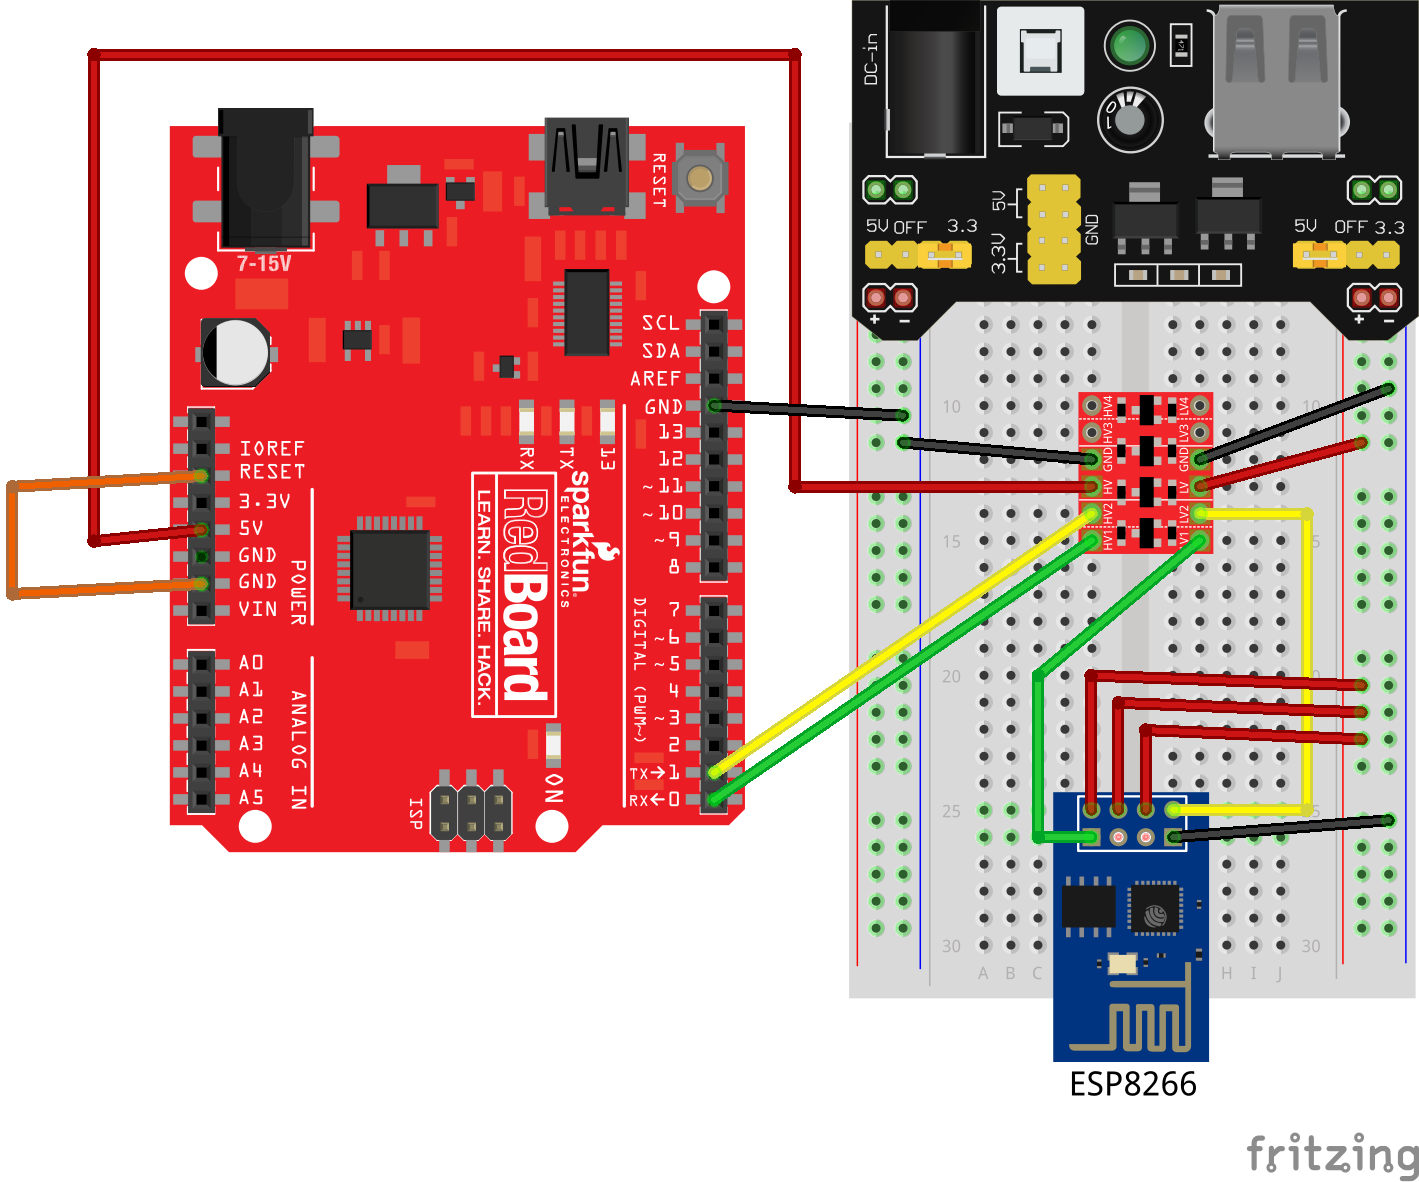 DC-in
5V
3.3V
GND
5V OFF 3.3
5V OFF 3.3
+ -
+ -
7-15V
RESET
SCL
SDA
AREF
GND
13
12
~11
~10
~9
8
7
~6
~5
4
~3
2
TX→1
RX←0
DIGITAL (PWM~)
IOREF
RESET
3.3V
5V
GND
GND
VIN
POWER
A0
A1
A2
A3
A4
A5
ANALOG IN
RX
TX
13
sparkfun
ELECTRONICS
RedBoard
LEARN. SHARE. HACK.
ON
ISP
HV4 LV4
HV3 LV3
GND GND
HV LV
HV2 LV2
HV1 V1
10 10
15 5
20 0
25 5
30 30
A B C H I J
ESP8266
fritzing